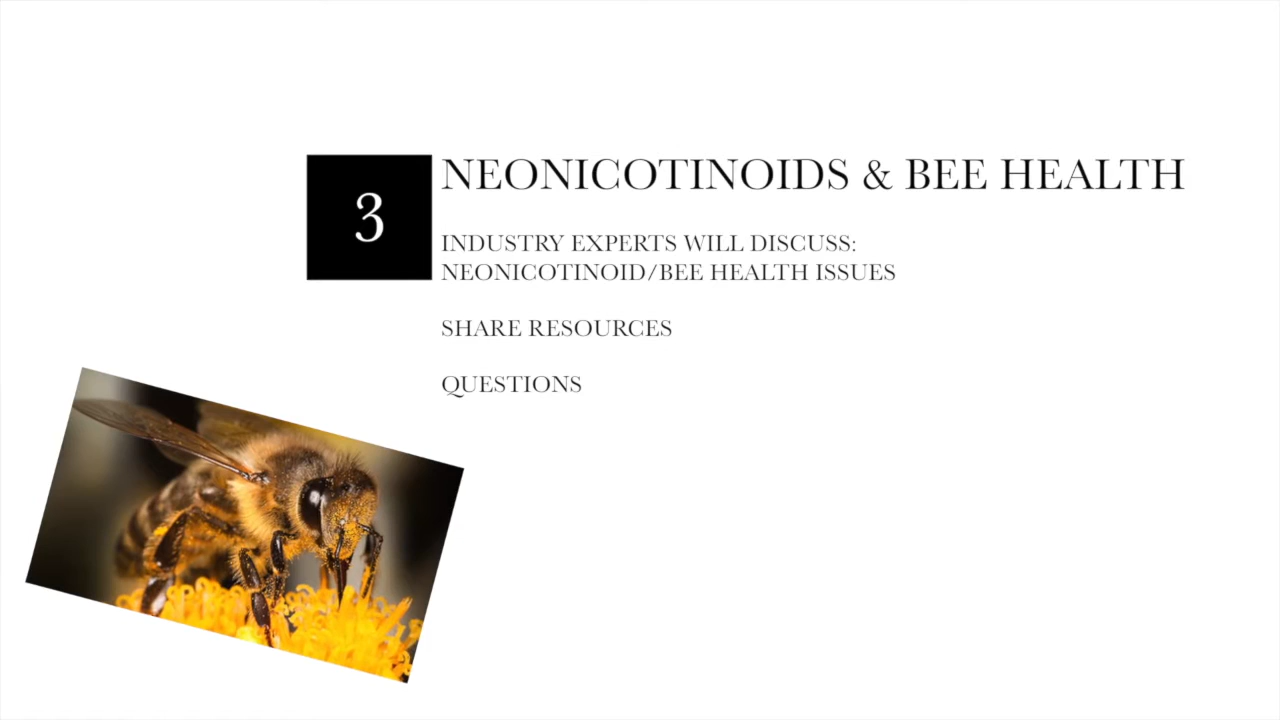 3
NEONICOTINOIDS & BEE HEALTH
INDUSTRY EXPERTS WILL DISCUSS:
NEONICOTINOID/BEE HEALTH ISSUES
SHARE RESOURCES
QUESTIONS